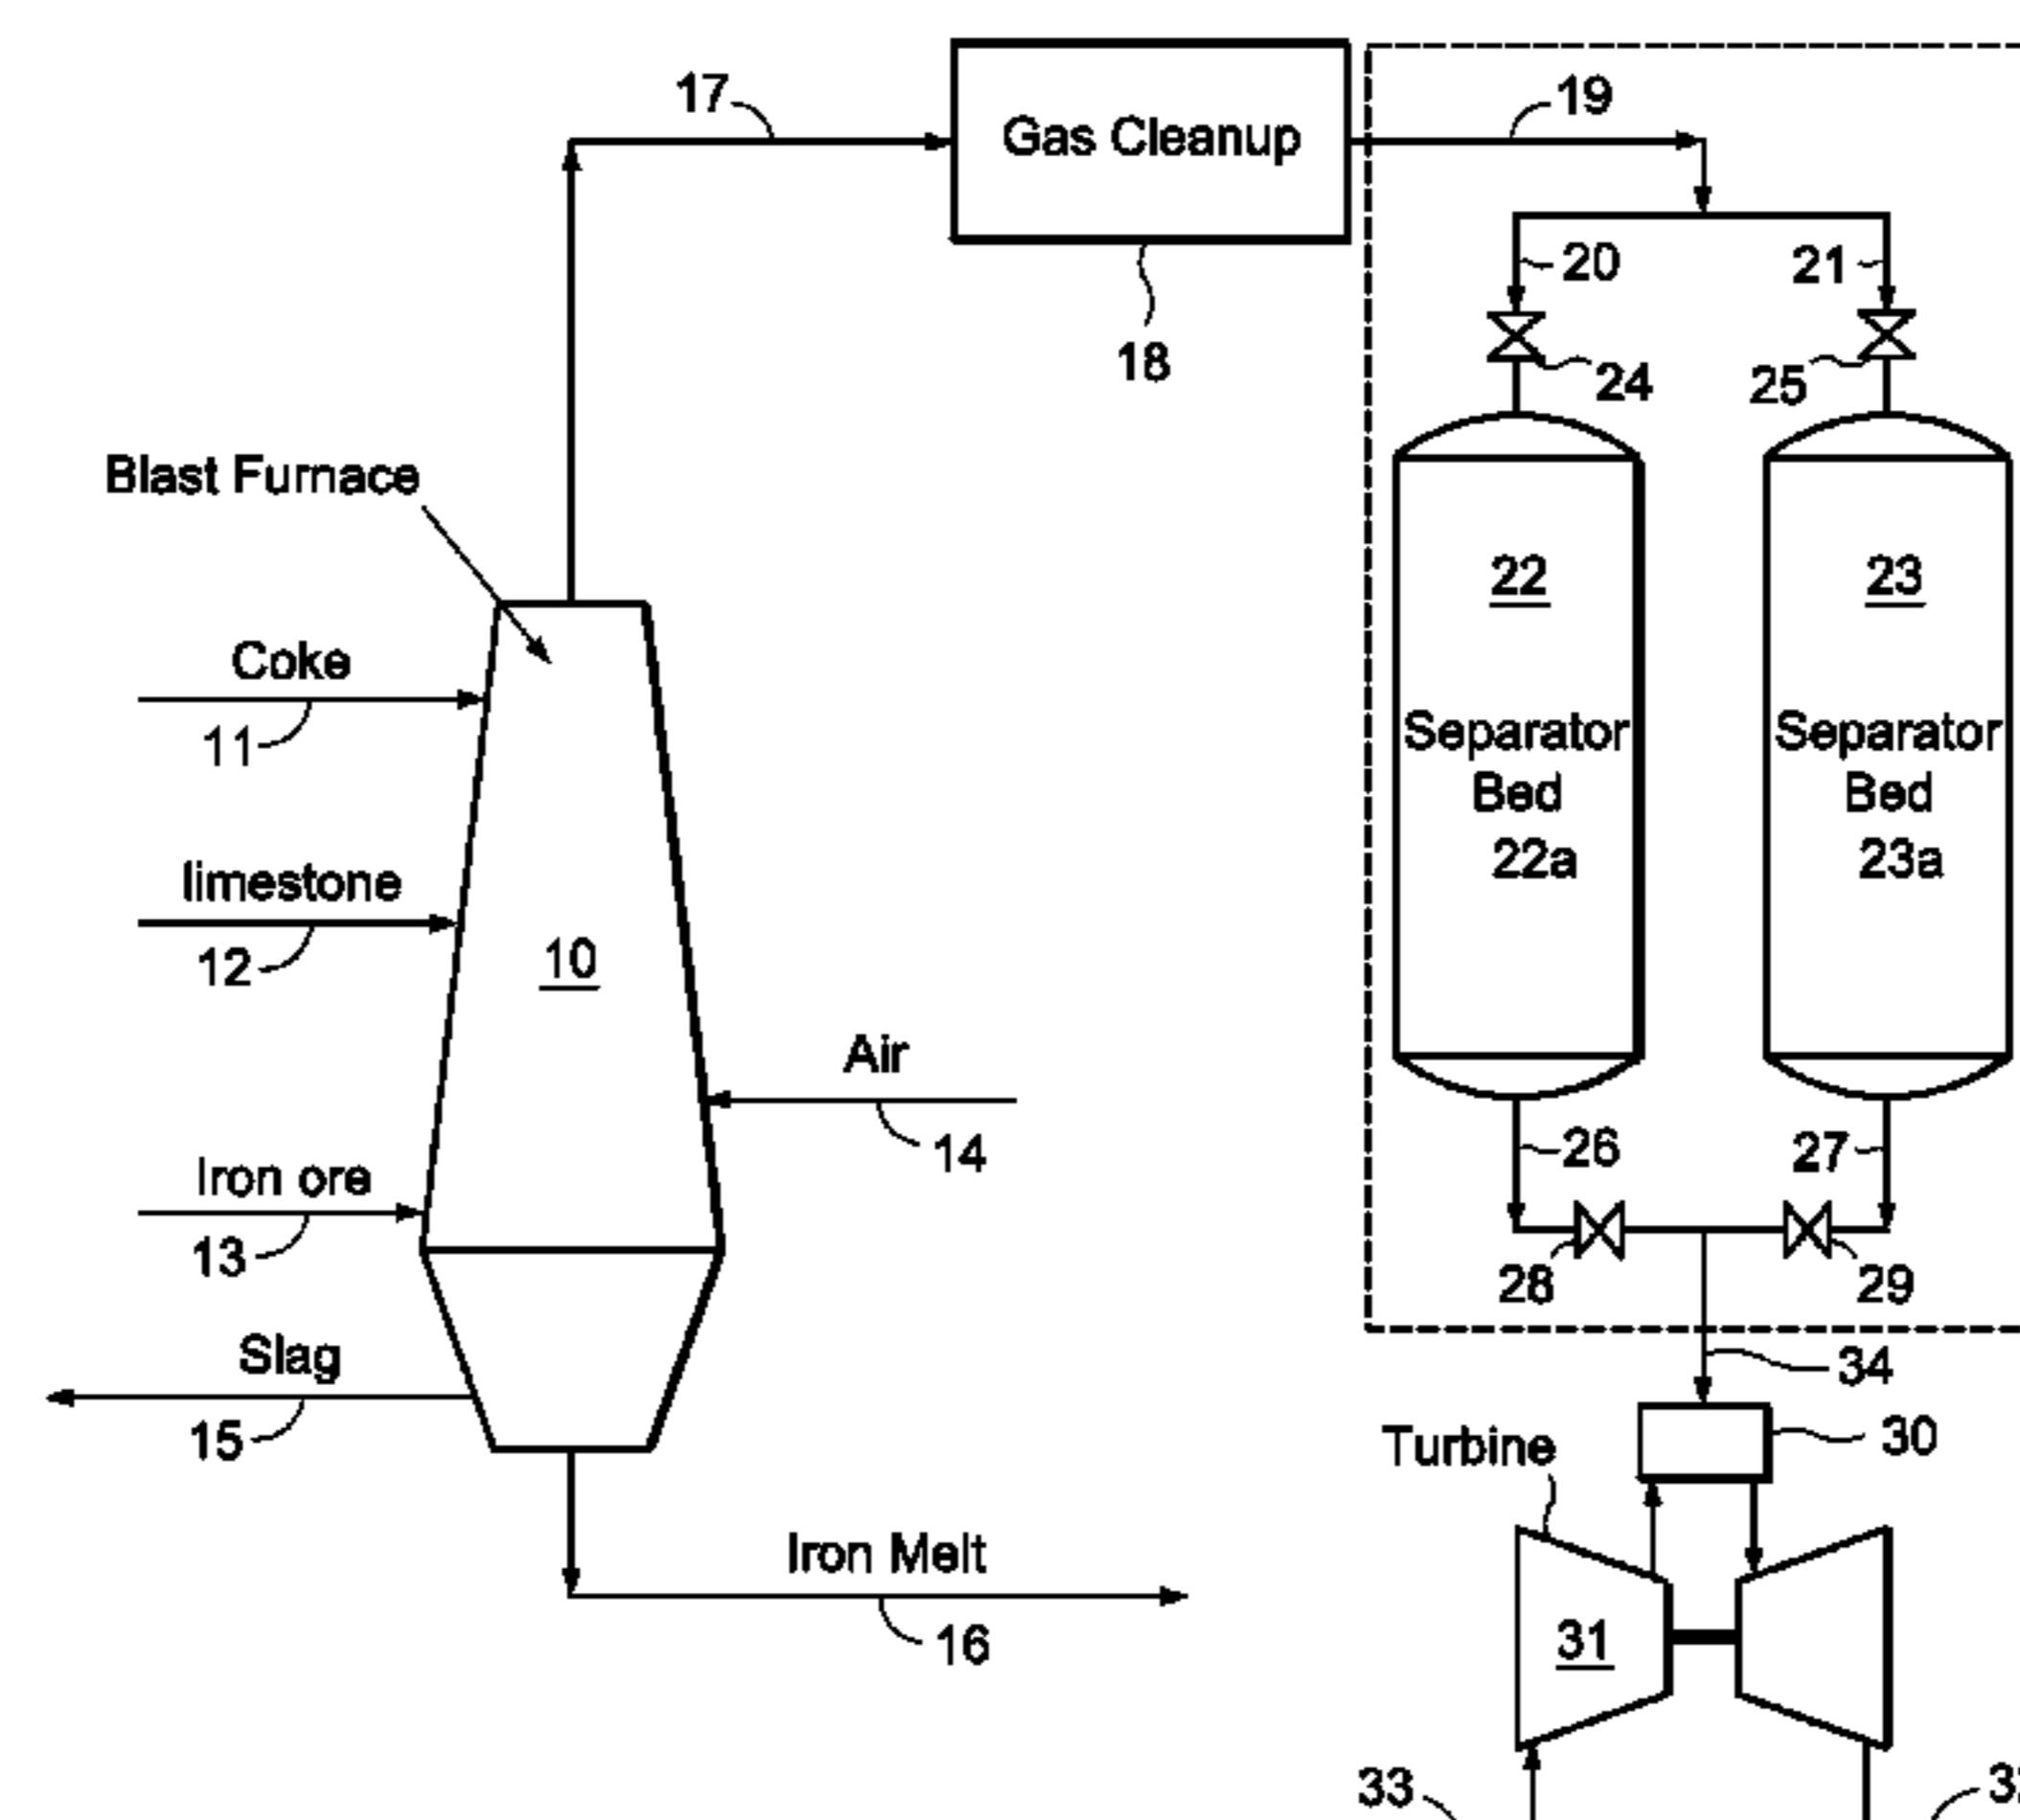 17
Gas Cleanup
19
18
20
21
24
25
Blast Furnace
22
23
Coke
11
Separator
Bed
22a
Separator
Bed
23a
limestone
12
10
Air
14
Iron ore
13
26
27
28
29
Slag
15
34
30
Turbine
Iron Melt
16
31
33